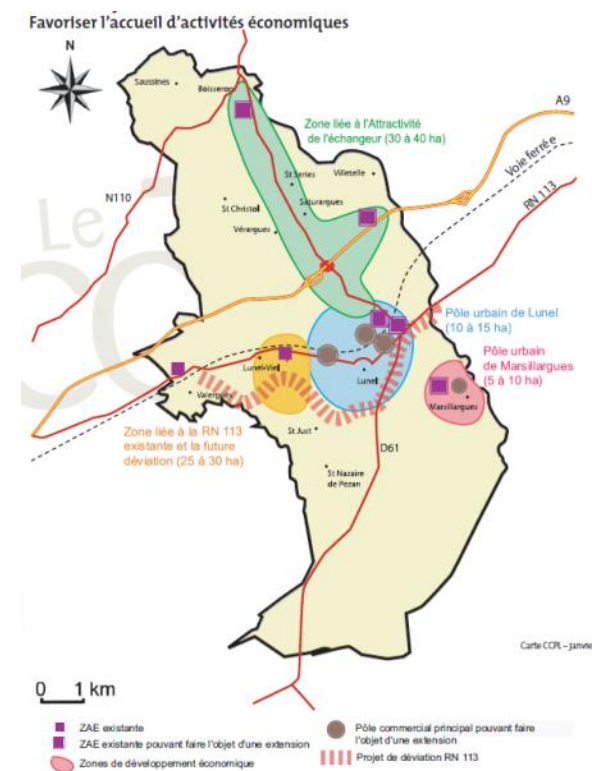 Favoriser l'accueil d'activités économiques
N
Saussines
Boisseron
A9
Zone liée à l'Attractivité
de l'échangeur (30 à 40 ha)
Voie ferrée
St Series
Villetelle
RN 113
N110
St Christol
Saturargues
Vérargues
Le
Pôle urbain de Lunel
(10 à 15 ha)
Pôle urbain
de Marsillargues
(5 à 10 ha)
Lunel-Viel
Lunel
Valergues
Marsillargues
Zone liée à la RN 113
existante et la future
déviation (25 à 30 ha)
St Just
D61
St Nazaire
de Pezan
Carte CCPL – janvie
0 1 km
ZAE existante
ZAE existante pouvant faire l'objet d'une extension
Zones de développement économique
Pôle commercial principal pouvant faire
l'objet d'une extension
Projet de déviation RN 113